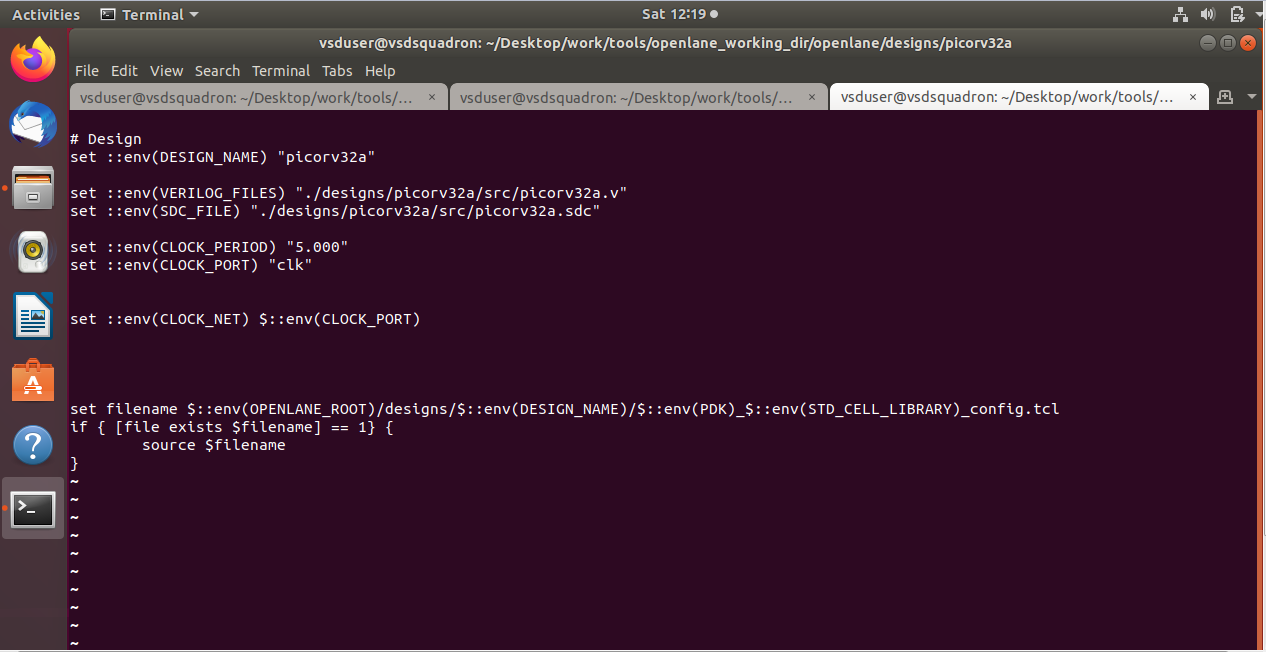 Activities Terminal Sat 12:19
vsduser@vsdsquadron: ~/Desktop/work/tools/openlane_working_dir/openlane/designs/picorv32a
File Edit View Search Terminal Tabs Help
vsduser@vsdsquadron: ~/Desktop/work/tools/... × vsduser@vsdsquadron: ~/Desktop/work/tools/... × vsduser@vsdsquadron: ~/Desktop/work/tools/... ×
# Design
set ::env(DESIGN_NAME) "picorv32a"
set ::env(VERILOG_FILES) "./designs/picorv32a/src/picorv32a.v"
set ::env(SDC_FILE) "./designs/picorv32a/src/picorv32a.sdc"
set ::env(CLOCK_PERIOD) "5.000"
set ::env(CLOCK_PORT) "clk"
set ::env(CLOCK_NET) $::env(CLOCK_PORT)
set filename $::env(OPENLANE_ROOT)/designs/$::env(DESIGN_NAME)/$::env(PDK)_$::env(STD_CELL_LIBRARY)_config.tcl
if { [file exists $filename] == 1} {
        source $filename
}
~
~
~
~
~
~
~
~
~
~